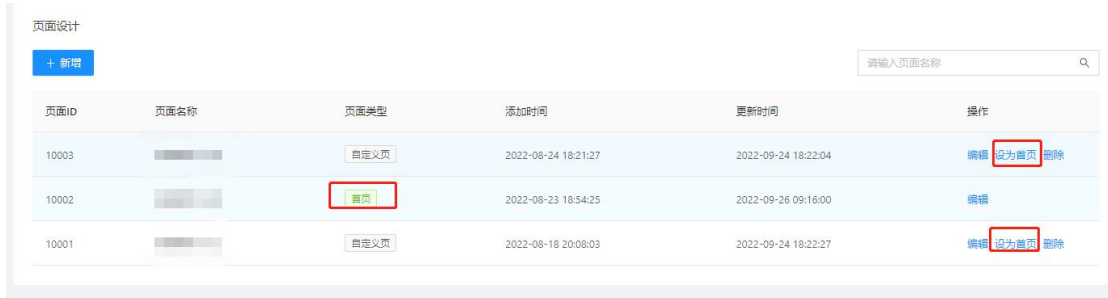 页面设计
+ 新增
请输入页面名称
页面ID 页面名称 页面类型 添加时间 更新时间 操作
10003 自定义页 2022-08-24 18:21:27 2022-09-24 18:22:04 编辑 设为首页 删除
10002 首页 2022-08-23 18:54:25 2022-09-26 09:16:00 编辑
10001 自定义页 2022-08-18 20:08:03 2022-09-24 18:22:27 编辑 设为首页 删除